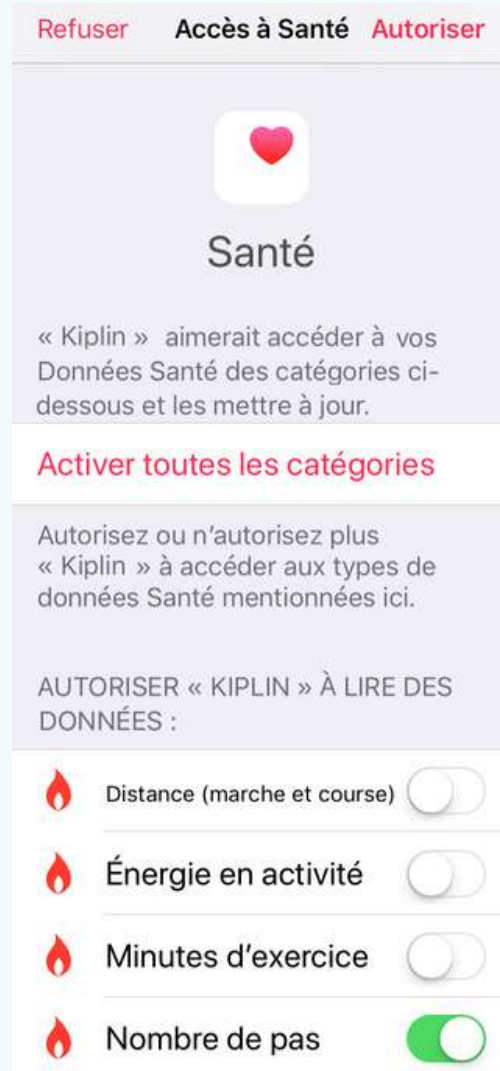 Refuser Accès à Santé Autoriser
Santé
« Kiplin » aimerait accéder à vos
Données Santé des catégories ci-
dessous et les mettre à jour.
Activer toutes les catégories
Autorisez ou n’autorisez plus
« Kiplin » à accéder aux types de
données Santé mentionnées ici.
AUTORISER « KIPLIN » À LIRE DES
DONNÉES :
Distance (marche et course)
Énergie en activité
Minutes d’exercice
Nombre de pas